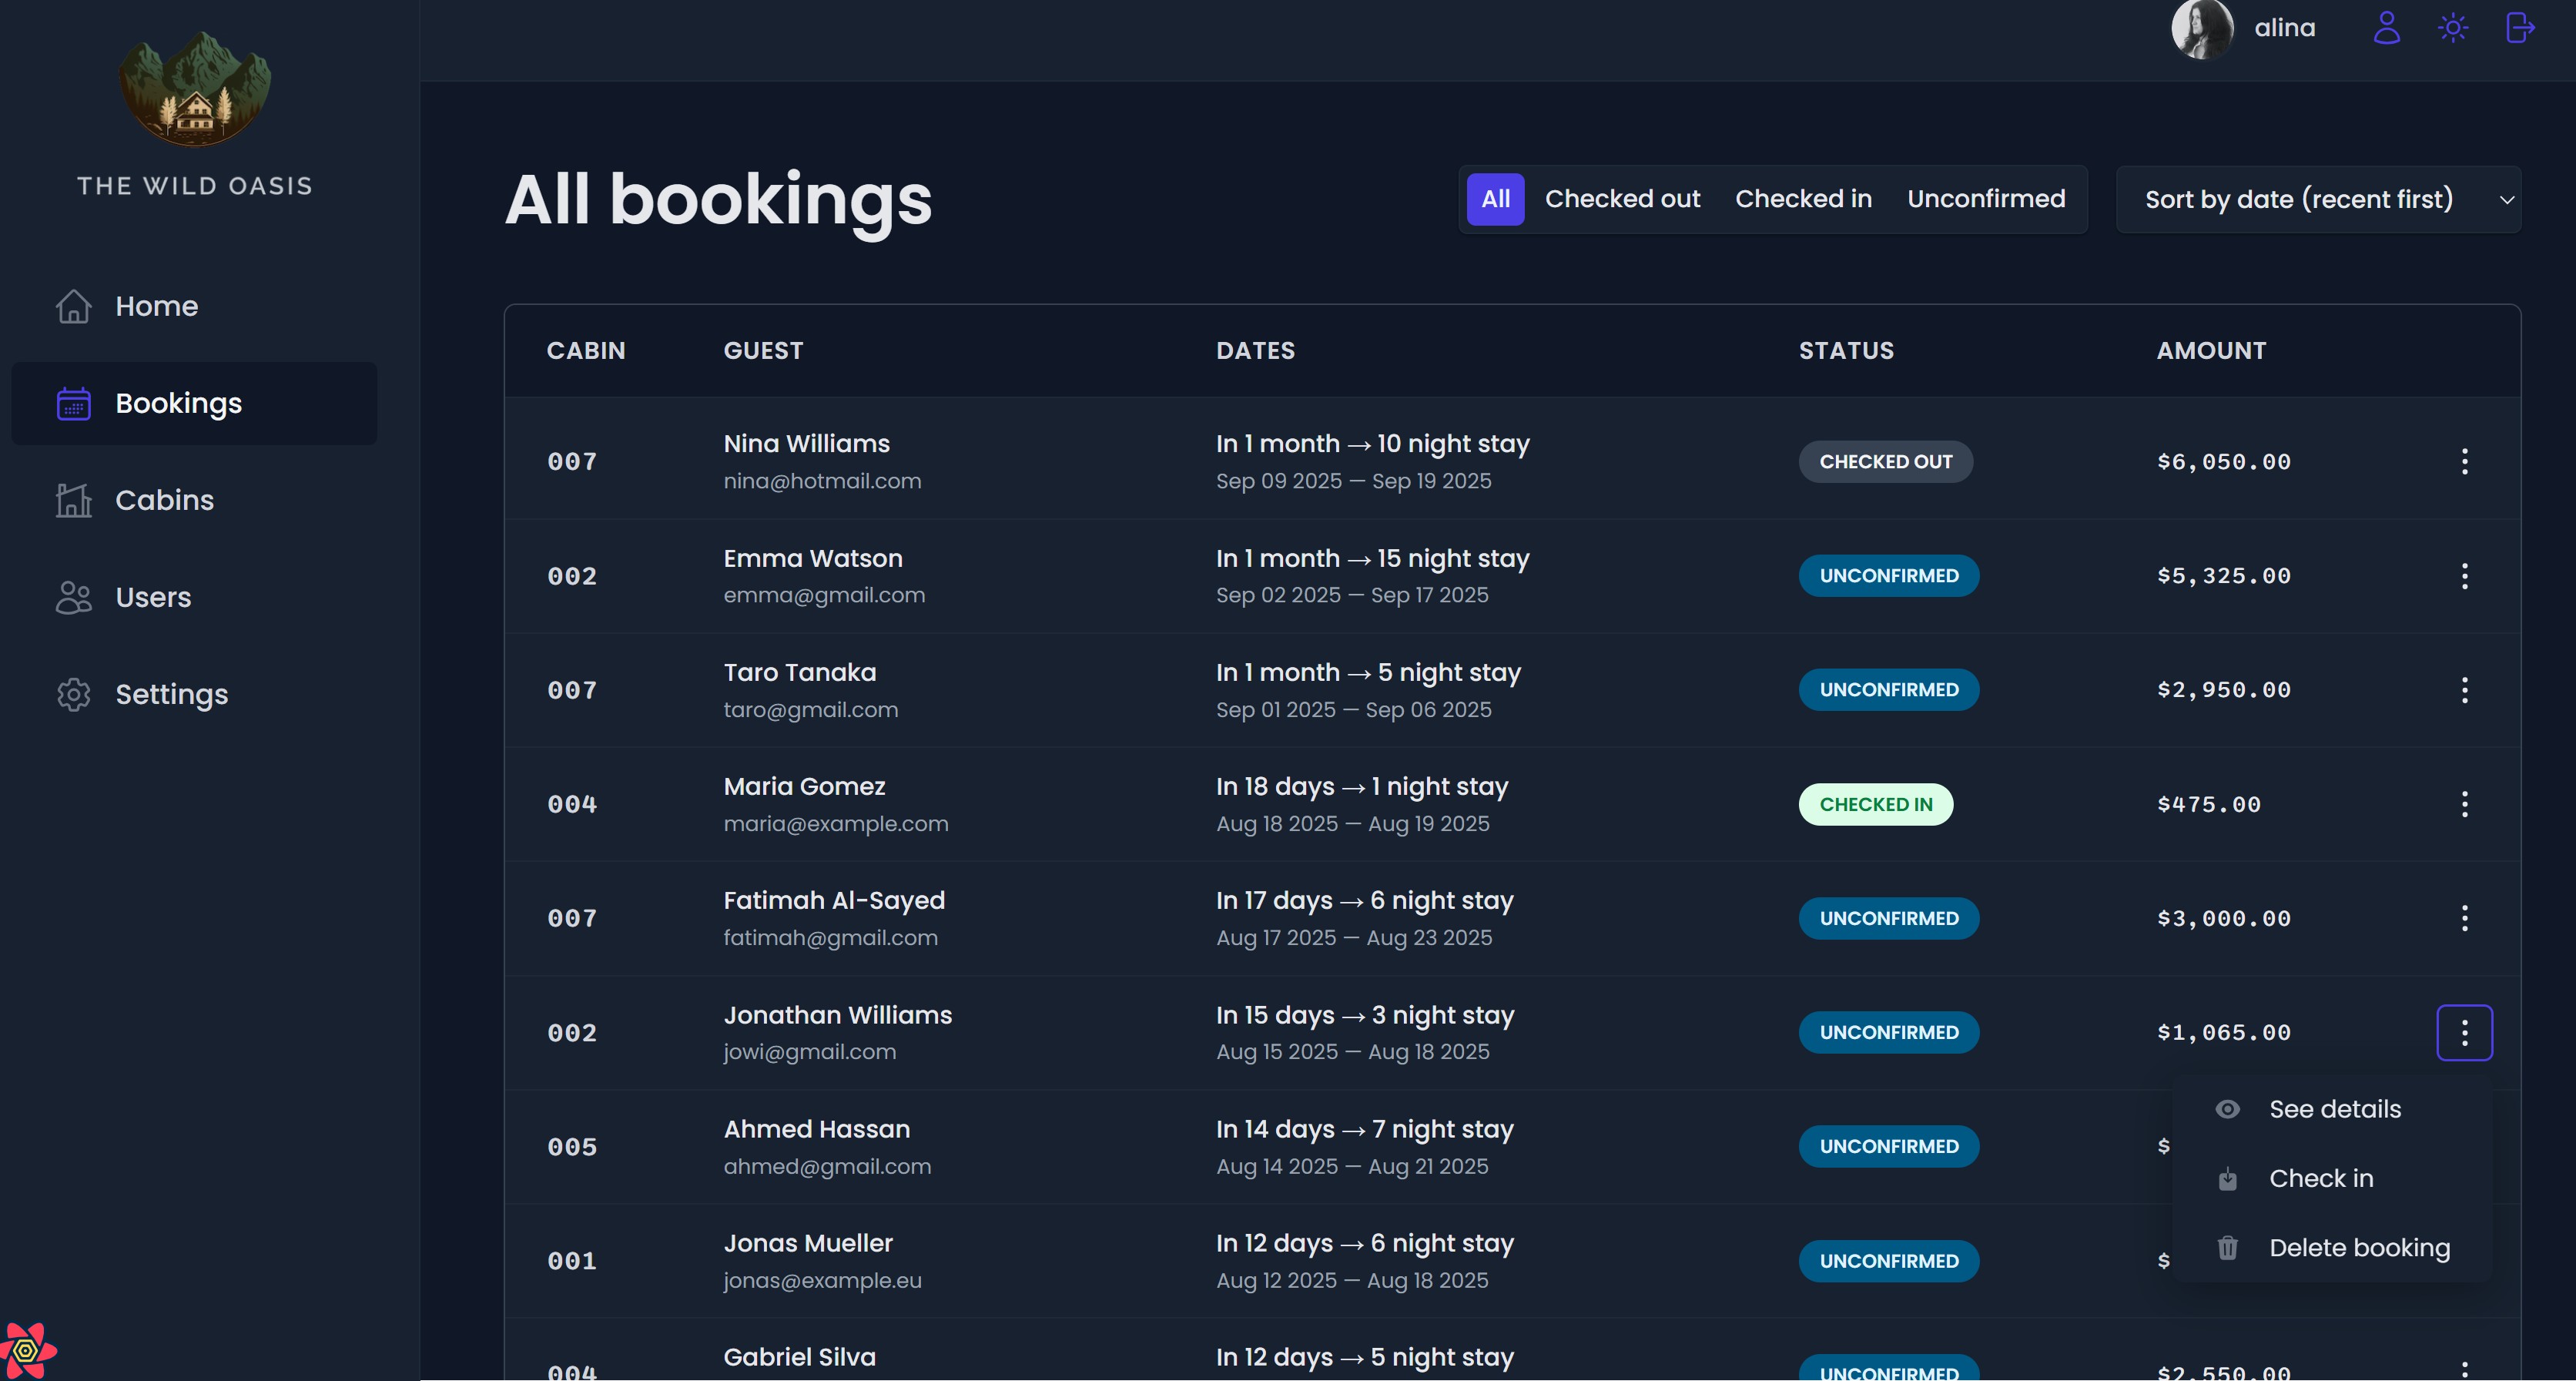 THE WILD OASIS
alina
Home
Bookings
Cabins
Users
Settings
All bookings
All Checked out Checked in Unconfirmed
Sort by date (recent first)
CABIN GUEST DATES STATUS AMOUNT
007 Nina Williams In 1 month → 10 night stay CHECKED OUT $6,050.00
nina@hotmail.com Sep 09 2025 — Sep 19 2025
002 Emma Watson In 1 month → 15 night stay UNCONFIRMED $5,325.00
emma@gmail.com Sep 02 2025 — Sep 17 2025
007 Taro Tanaka In 1 month → 5 night stay UNCONFIRMED $2,950.00
taro@gmail.com Sep 01 2025 — Sep 06 2025
004 Maria Gomez In 18 days → 1 night stay CHECKED IN $475.00
maria@example.com Aug 18 2025 — Aug 19 2025
007 Fatimah Al-Sayed In 17 days → 6 night stay UNCONFIRMED $3,000.00
fatimah@gmail.com Aug 17 2025 — Aug 23 2025
002 Jonathan Williams In 15 days → 3 night stay UNCONFIRMED $1,065.00
jowi@gmail.com Aug 15 2025 — Aug 18 2025
005 Ahmed Hassan In 14 days → 7 night stay UNCONFIRMED $
ahmed@gmail.com Aug 14 2025 — Aug 21 2025
001 Jonas Mueller In 12 days → 6 night stay UNCONFIRMED $
jonas@example.eu Aug 12 2025 — Aug 18 2025
004 Gabriel Silva In 12 days → 5 night stay UNCONFIRMED $2,550.00
See details
Check in
Delete booking